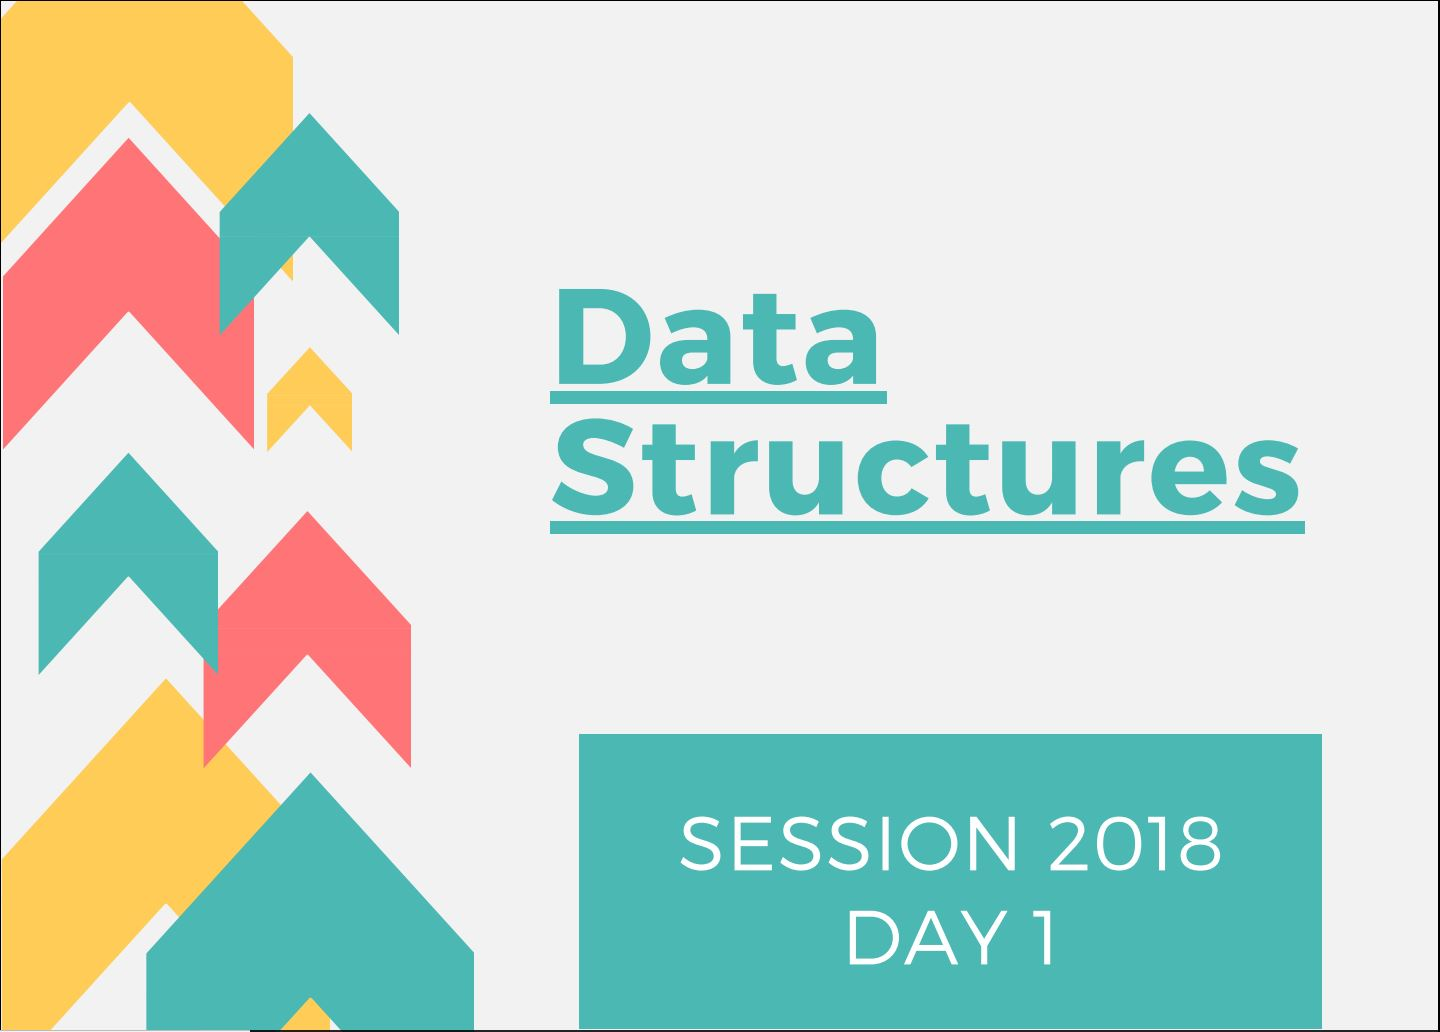 Data
Structures
SESSION 2018
DAY 1